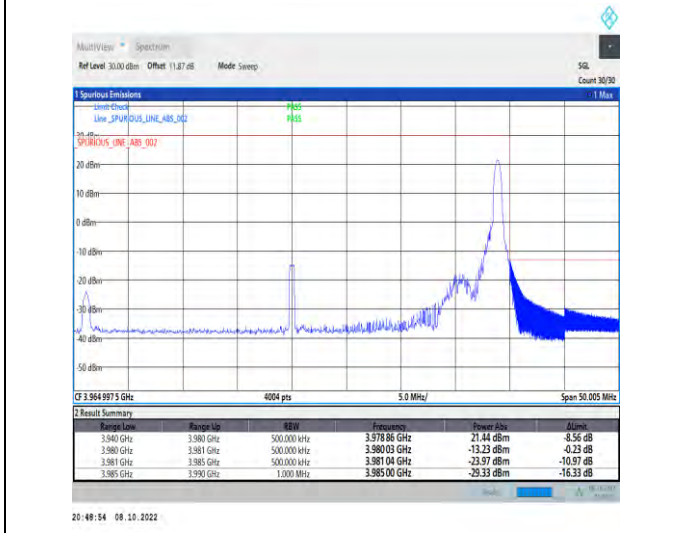 MultiView Spectrum
Ref Level 30.00 dBm Offset 11.87 dB Mode Sweep SGL
Count 30/30
1 Spurious Emissions 1 Max
Limit Check PASS
Line _SPURIOUS_LINE_ABS_002 PASS
_SPURIOUS_LINE_ABS_002
20 dBm
10 dBm
0 dBm
-10 dBm
-20 dBm
-30 dBm
-40 dBm
-50 dBm
CF 3.964 997 5 GHz 4004 pts 5.0 MHz/ Span 50.005 MHz
2 Result Summary
Range Low Range Up RBW Frequency Power Abs ΔLimit
3.940 GHz 3.980 GHz 500.000 kHz 3.978 86 GHz 21.44 dBm -8.56 dB
3.980 GHz 3.981 GHz 500.000 kHz 3.980 03 GHz -13.23 dBm -0.23 dB
3.981 GHz 3.985 GHz 500.000 kHz 3.981 04 GHz -23.97 dBm -10.97 dB
3.985 GHz 3.990 GHz 1.000 MHz 3.985 00 GHz -29.33 dBm -16.33 dB
20:48:54 08.10.2022